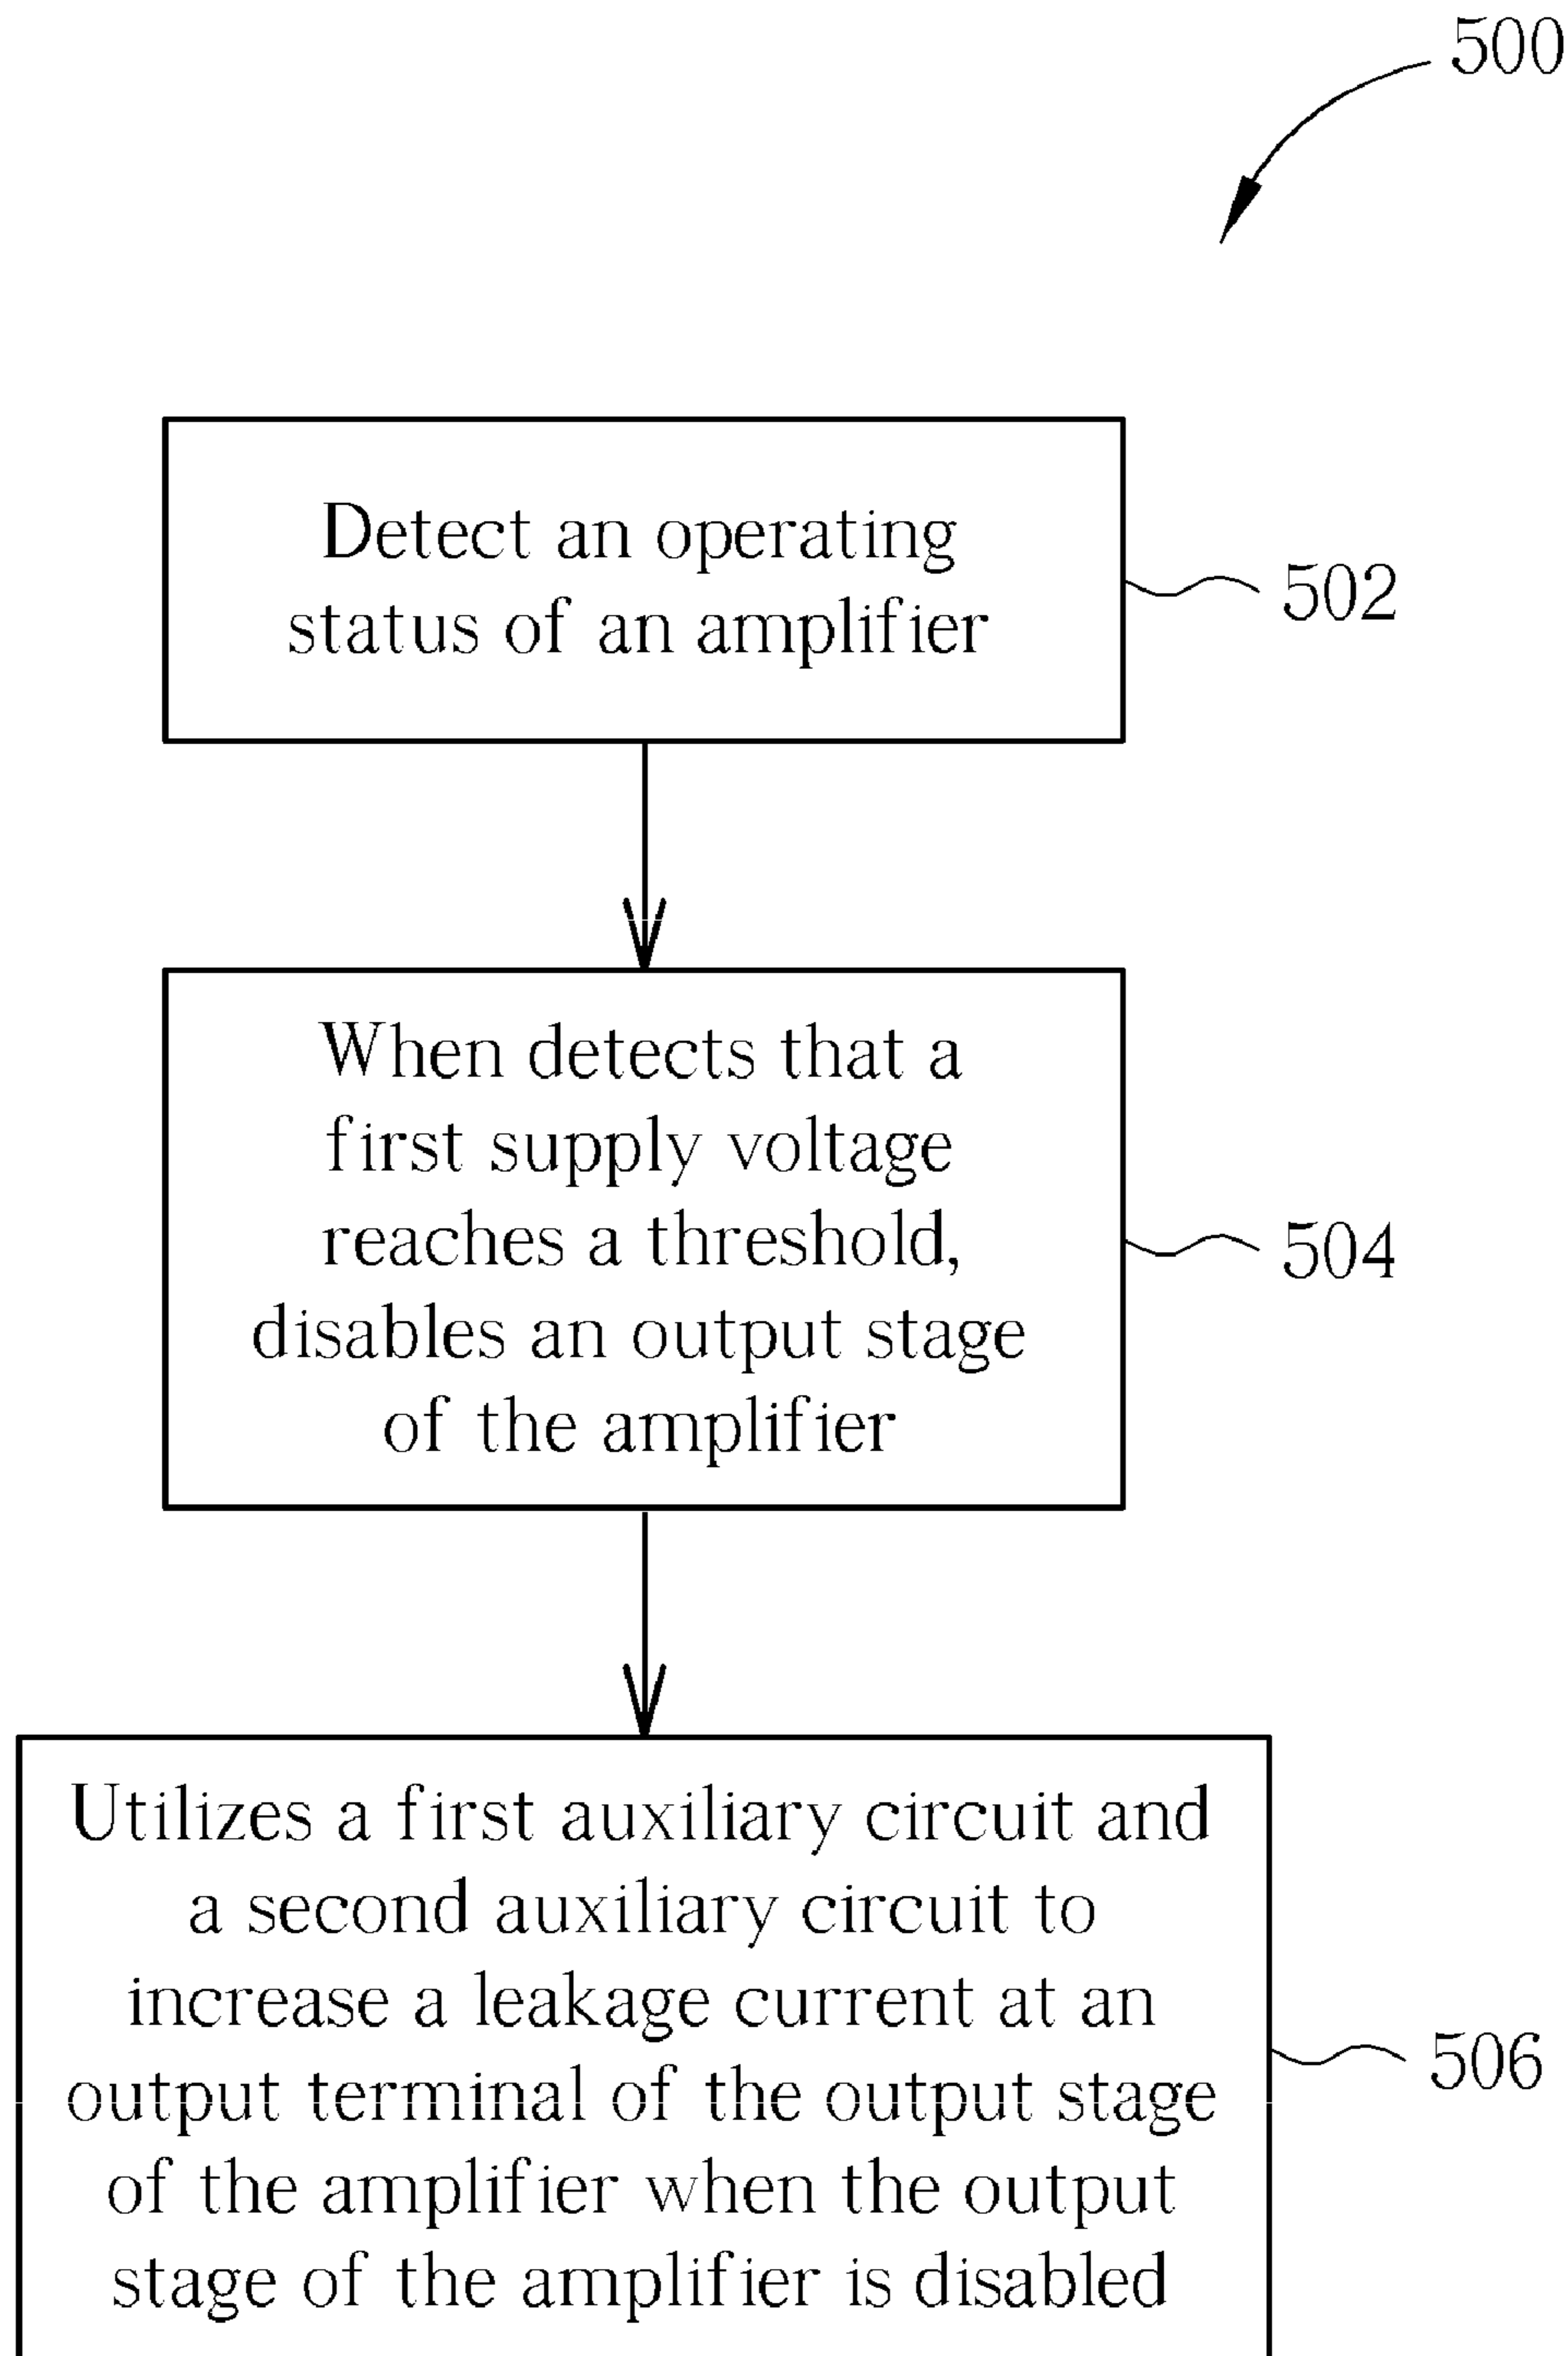 500
Detect an operating
status of an amplifier
502
When detects that a
first supply voltage
reaches a threshold,
disables an output stage
of the amplifier
504
Utilizes a first auxiliary circuit and
a second auxiliary circuit to
increase a leakage current at an
output terminal of the output stage
of the amplifier when the output
stage of the amplifier is disabled
506